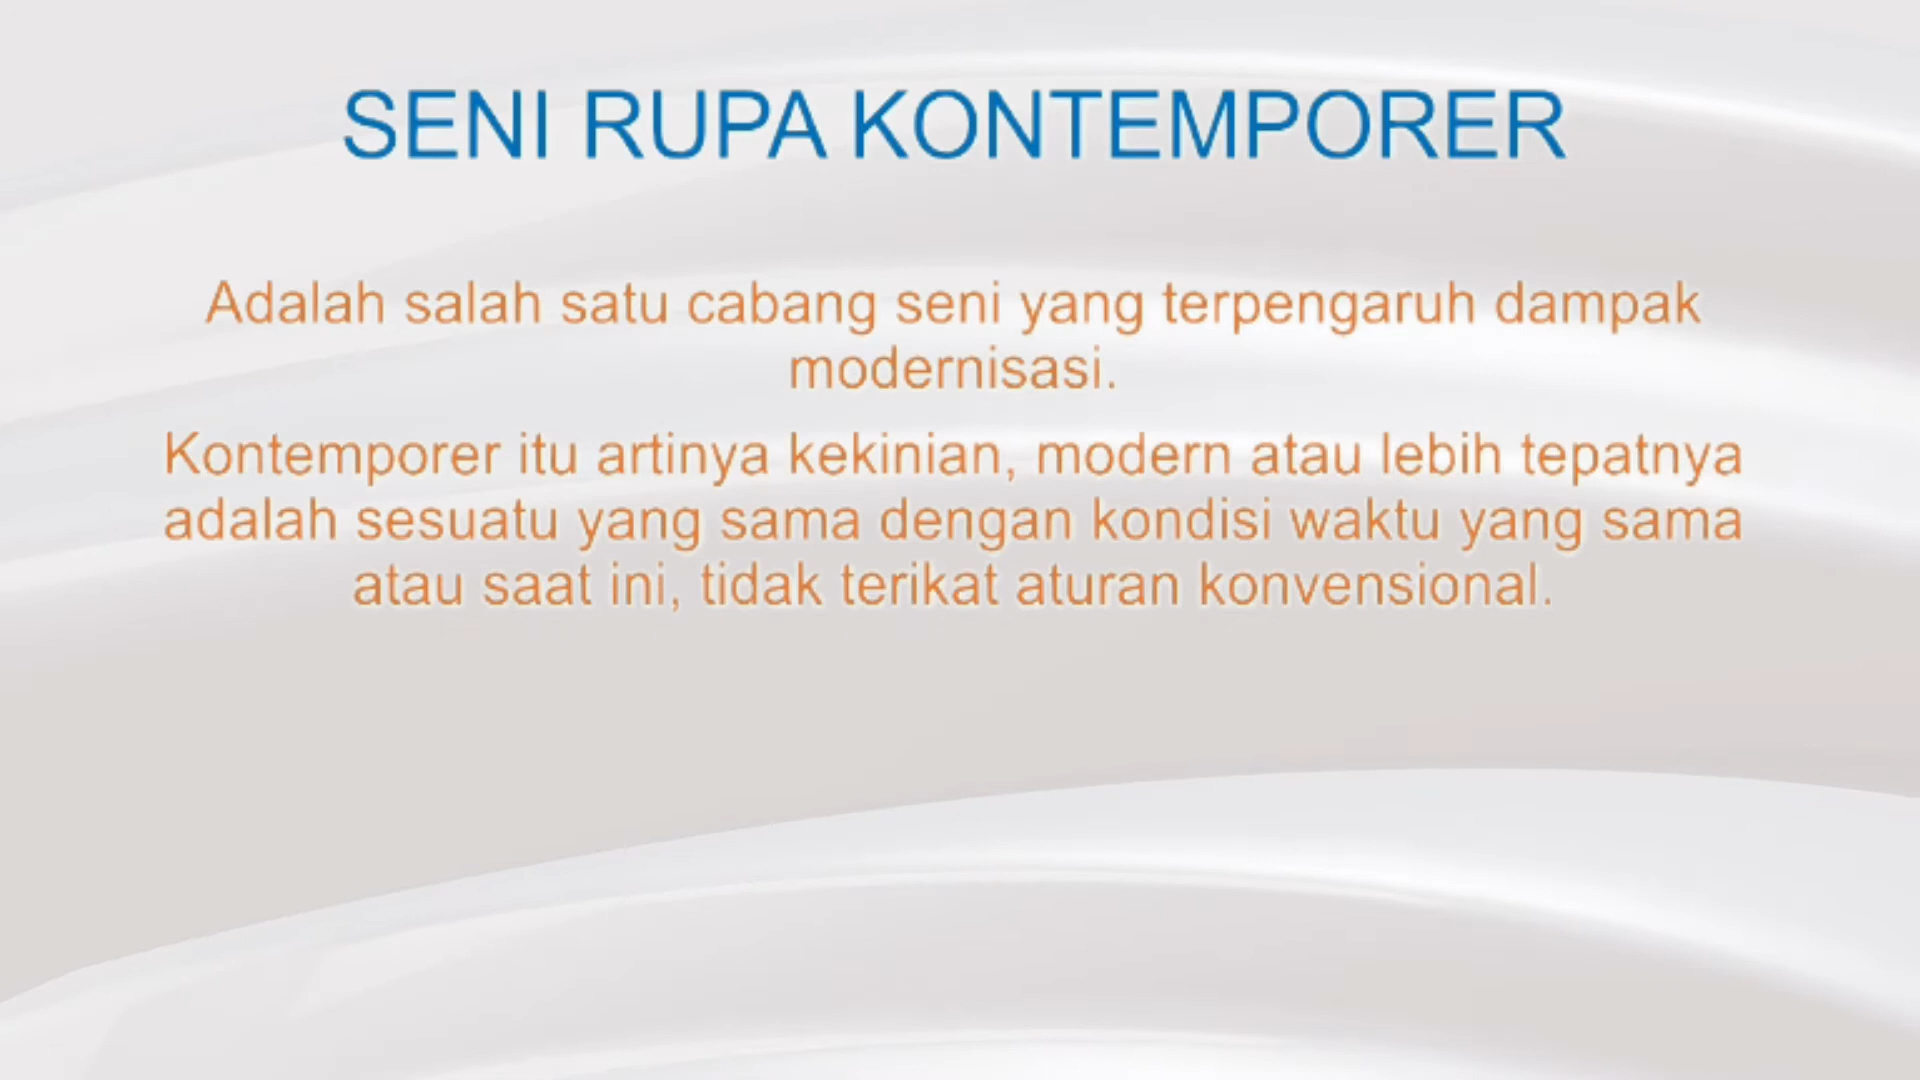 SENI RUPA KONTEMPORER
Adalah salah satu cabang seni yang terpengaruh dampak
modernisasi.
Kontemporer itu artinya kekinian, modern atau lebih tepatnya
adalah sesuatu yang sama dengan kondisi waktu yang sama
atau saat ini, tidak terikat aturan konvensional.